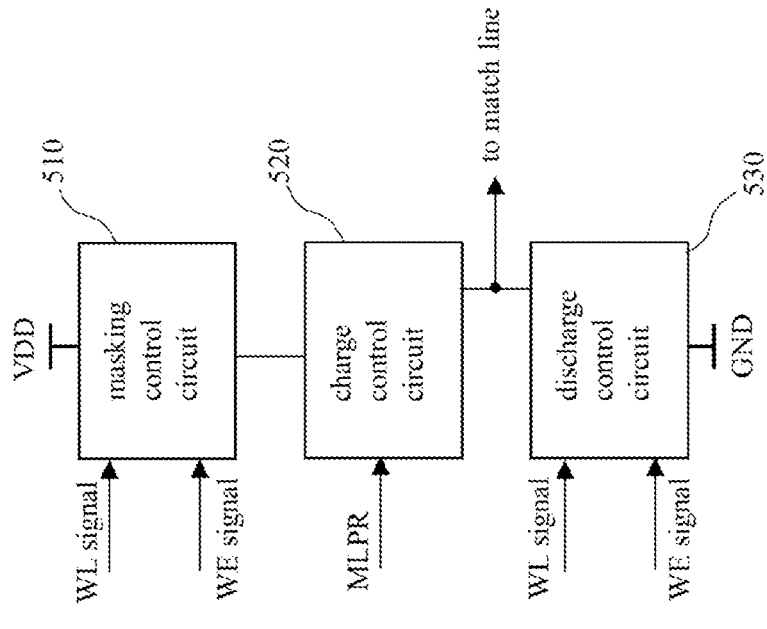 VDD
510
masking
control
circuit
WL signal
WE signal
520
charge
control
circuit
MLPR
to match line
530
discharge
control
circuit
WL signal
WE signal
GND